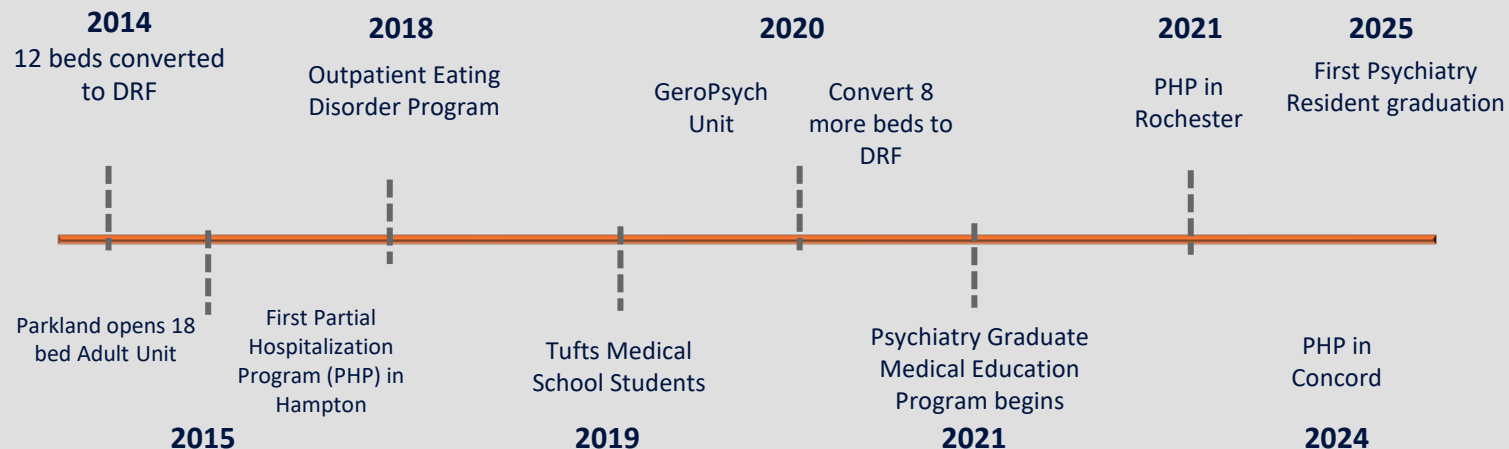 2014
12 beds converted
to DRF
2018
Outpatient Eating
Disorder Program
2020
GeroPsych
Unit
Convert 8
more beds to
DRF
2021
PHP in
Rochester
2025
First Psychiatry
Resident graduation
Parkland opens 18
bed Adult Unit
First Partial
Hospitalization
Program (PHP) in
Hampton
2015
Tufts Medical
School Students
2019
Psychiatry Graduate
Medical Education
Program begins
2021
PHP in
Concord
2024